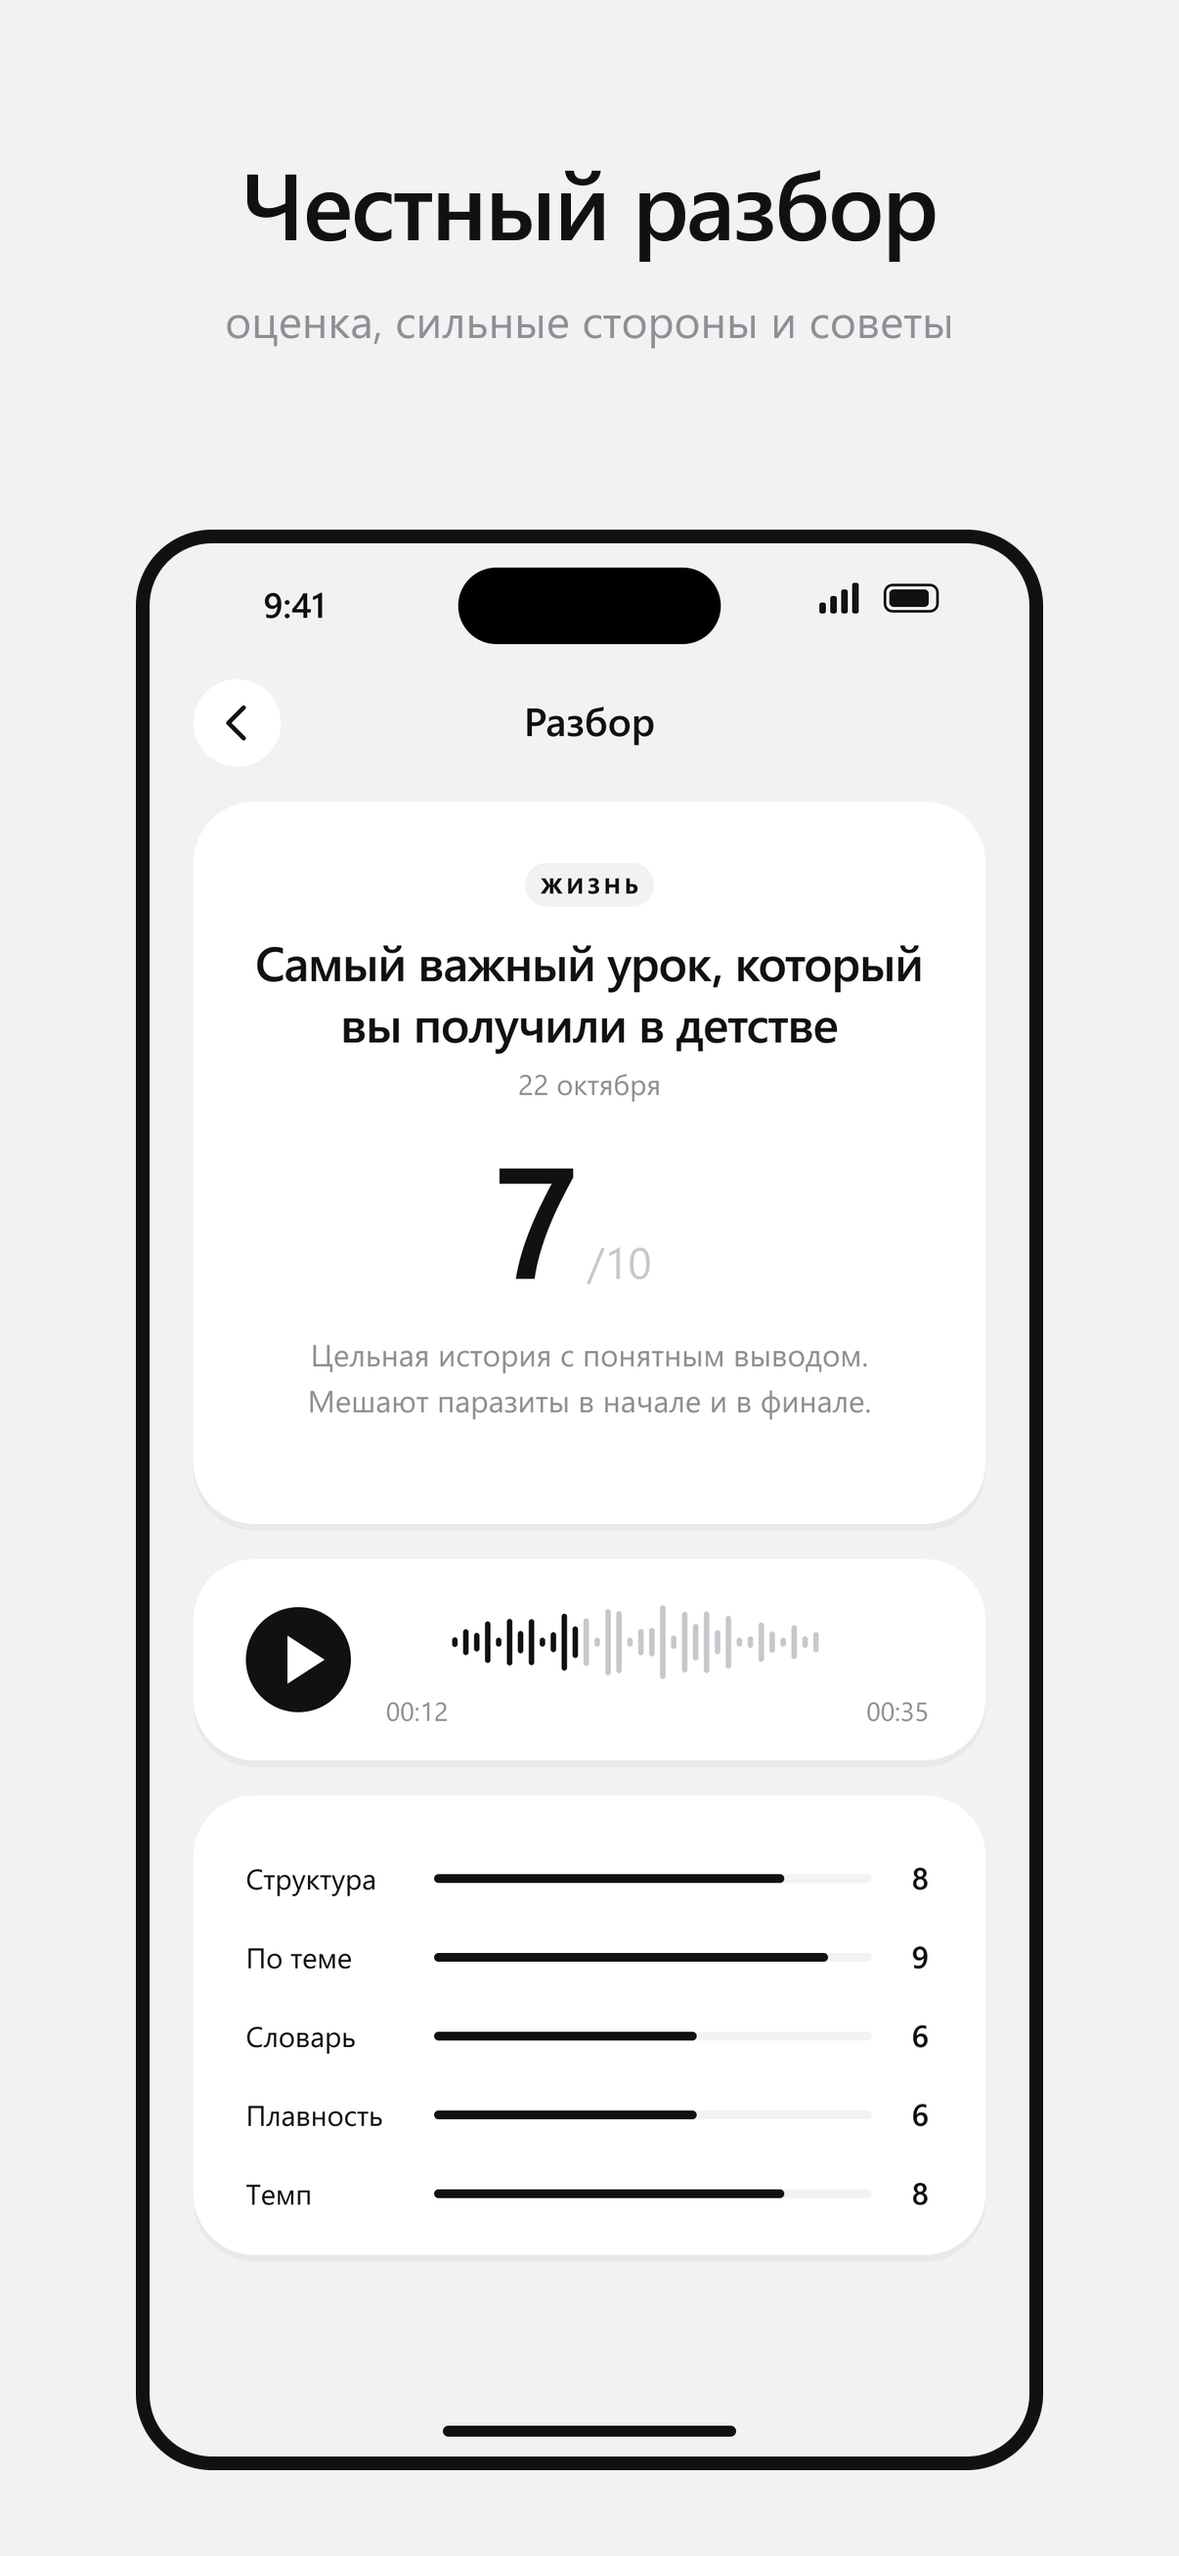 Честный разбор
оценка, сильные стороны и советы
9:41
Разбор
ЖИЗНЬ
Самый важный урок, который
вы получили в детстве
22 октября
7 /10
Цельная история с понятным выводом.
Мешают паразиты в начале и в финале.
00:12 00:35
Структура 8
По теме 9
Словарь 6
Плавность 6
Темп 8